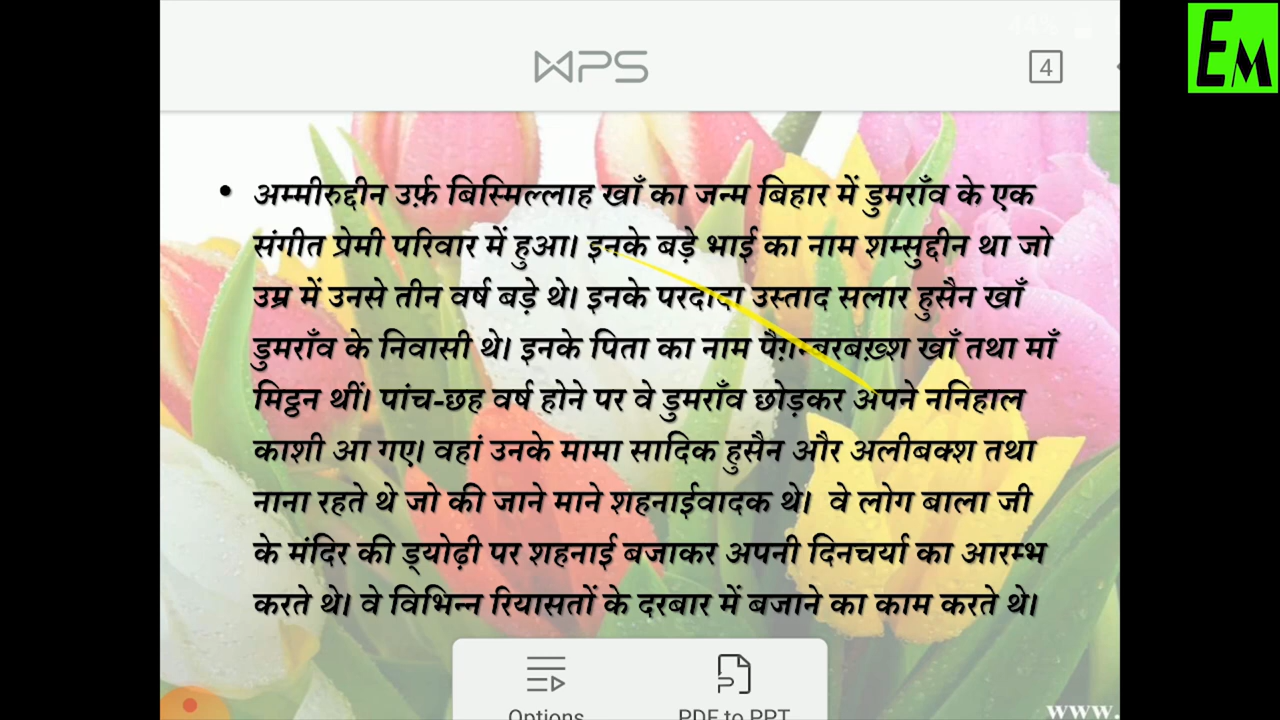 EM
WPS
4
• अम्मीरुद्दीन उर्फ़ बिस्मिल्लाह खाँ का जन्म बिहार में डुमराँव के एक
संगीत प्रेमी परिवार में हुआ। इनके बड़े भाई का नाम शम्सुद्दीन था जो
उम्र में उनसे तीन वर्ष बड़े थे। इनके परदादा उस्ताद सलार हुसैन खाँ
डुमराँव के निवासी थे। इनके पिता का नाम पैग़म्बरबख़्श खाँ तथा माँ
मिट्ठन थीं। पांच-छह वर्ष होने पर वे डुमराँव छोड़कर अपने ननिहाल
काशी आ गए। वहां उनके मामा सादिक हुसैन और अलीबक्श तथा
नाना रहते थे जो की जाने माने शहनाईवादक थे। वे लोग बाला जी
के मंदिर की ड्योढ़ी पर शहनाई बजाकर अपनी दिनचर्या का आरम्भ
करते थे। वे विभिन्न रियासतों के दरबार में बजाने का काम करते थे।
Options
PDF to PPT
www.